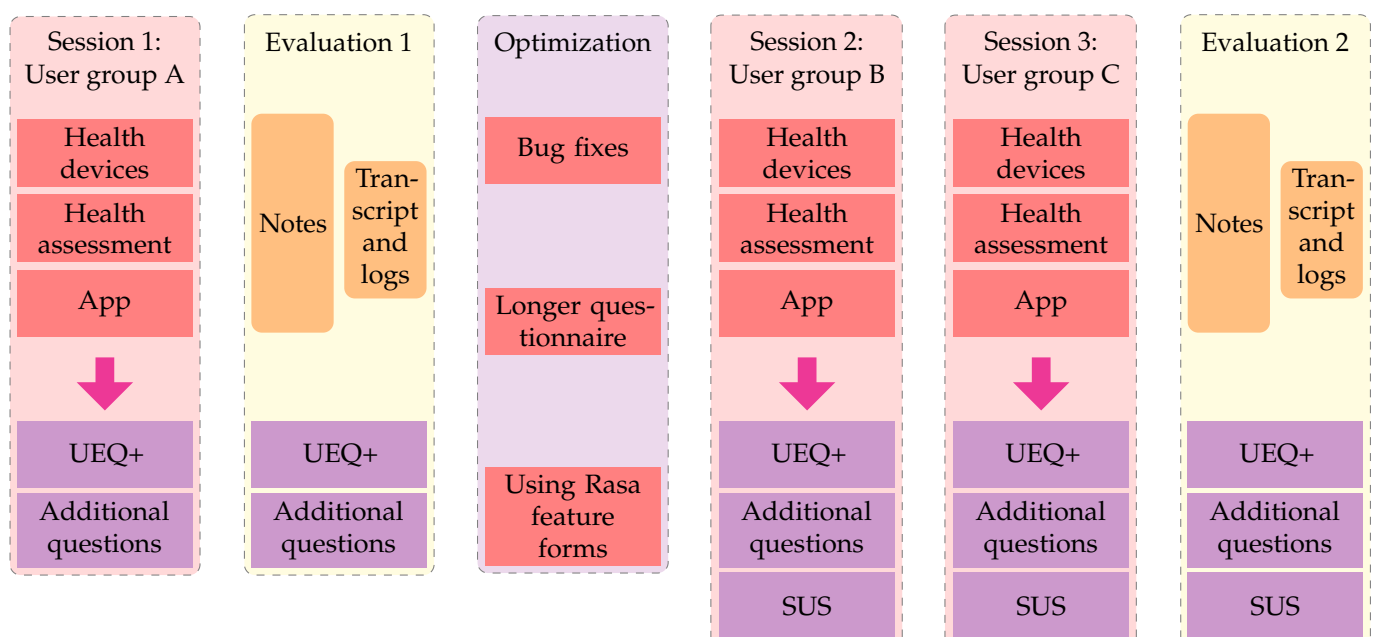 Session 1:
User group A
Health
devices
Health
assessment
App
UEQ+
Additional
questions
Evaluation 1
Notes
Tran-
script
and
logs
UEQ+
Additional
questions
Optimization
Bug fixes
Longer ques-
tionnaire
Using Rasa
feature
forms
Session 2:
User group B
Health
devices
Health
assessment
App
UEQ+
Additional
questions
SUS
Session 3:
User group C
Health
devices
Health
assessment
App
UEQ+
Additional
questions
SUS
Evaluation 2
Notes
Tran-
script
and
logs
UEQ+
Additional
questions
SUS